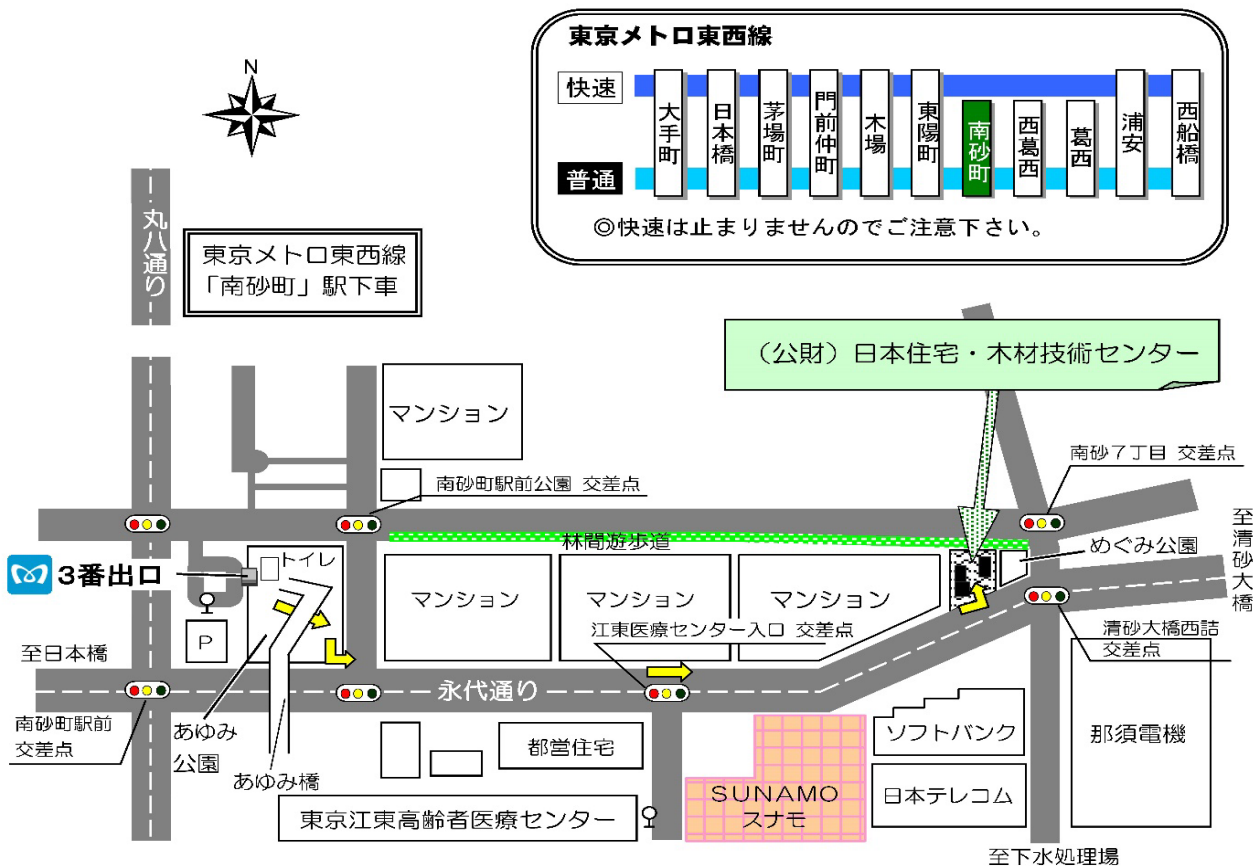 東京メトロ東西線
快速
普通
大手町
日本橋
茅場町
門前仲町
木場
東陽町
南砂町
西葛西
葛西
浦安
西船橋
◎快速は止まりませんのでご注意下さい。
N
丸八通り
東京メトロ東西線
「南砂町」駅下車
(公財)日本住宅・木材技術センター
マンション
南砂町駅前公園 交差点
南砂7丁目 交差点
至清砂大橋
林間遊歩道
めぐみ公園
3番出口
トイレ
マンション
マンション
マンション
江東医療センター入口 交差点
P
至日本橋
清砂大橋西詰
交差点
永代通り
南砂町駅前
交差点
あゆみ
公園
あゆみ橋
都営住宅
東京江東高齢者医療センター
SUNAMO
スナモ
ソフトバンク
日本テレコム
那須電機
至下水処理場